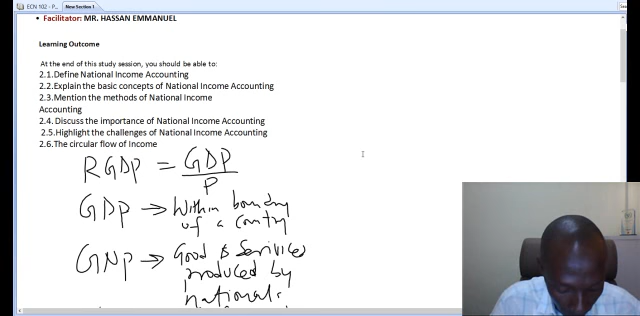 ECN 102 - P...
New Section 1
• Facilitator: MR. HASSAN EMMANUEL
Learning Outcome
At the end of this study session, you should be able to:
2.1. Define National Income Accounting
2.2. Explain the basic concepts of National Income Accounting
2.3. Mention the methods of National Income
Accounting
2.4. Discuss the importance of National Income Accounting
2.5. Highlight the challenges of National Income Accounting
2.6. The circular flow of Income
RGDP = GDP
P
GDP → Within boundry
of a country
GNP → Good & Servivces
produced by
nationals